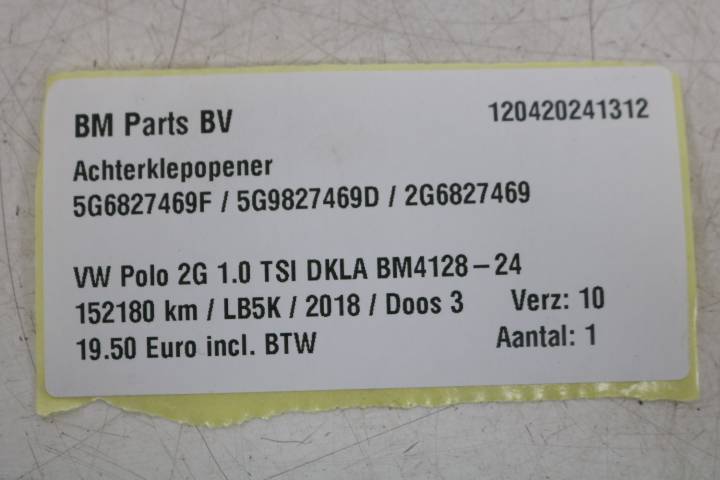 BM Parts BV 120420241312
Achterklepopener
5G6827469F / 5G9827469D / 2G6827469
VW Polo 2G 1.0 TSI DKLA BM4128-24
152180 km / LB5K / 2018 / Doos 3 Verz: 10
19.50 Euro incl. BTW Aantal: 1